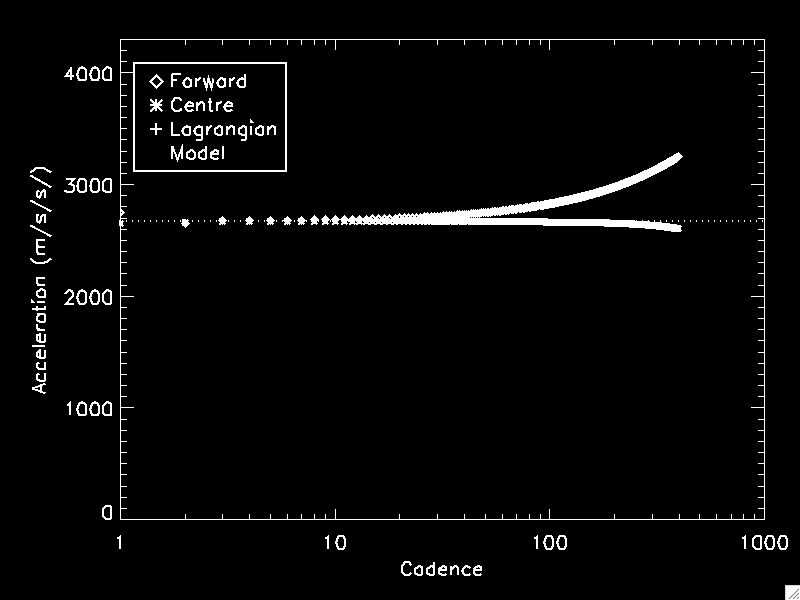 4000
3000
2000
1000
0
Acceleration (m/s/s/)
Forward
Centre
Lagrangian
Model
1 10 100 1000
Cadence